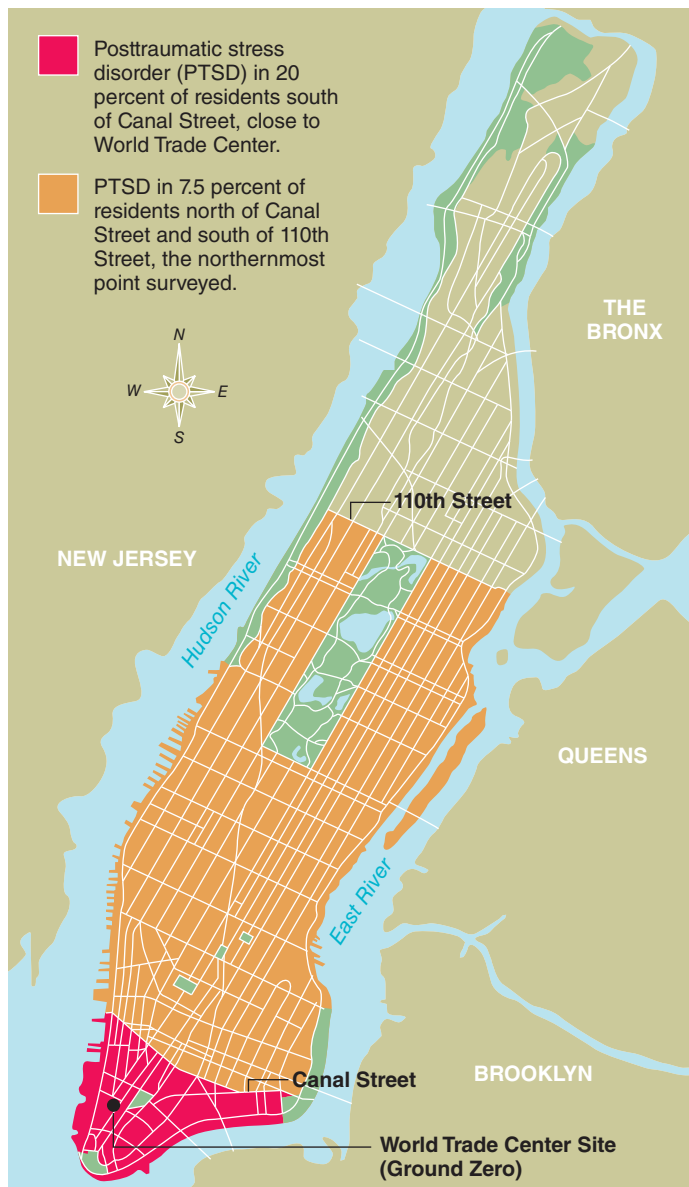 Posttraumatic stress
disorder (PTSD) in 20
percent of residents south
of Canal Street, close to
World Trade Center.
PTSD in 7.5 percent of
residents north of Canal
Street and south of 110th
Street, the northernmost
point surveyed.
N
W
E
S
THE
BRONX
110th Street
NEW JERSEY
Hudson River
QUEENS
East River
Canal Street
BROOKLYN
World Trade Center Site
(Ground Zero)